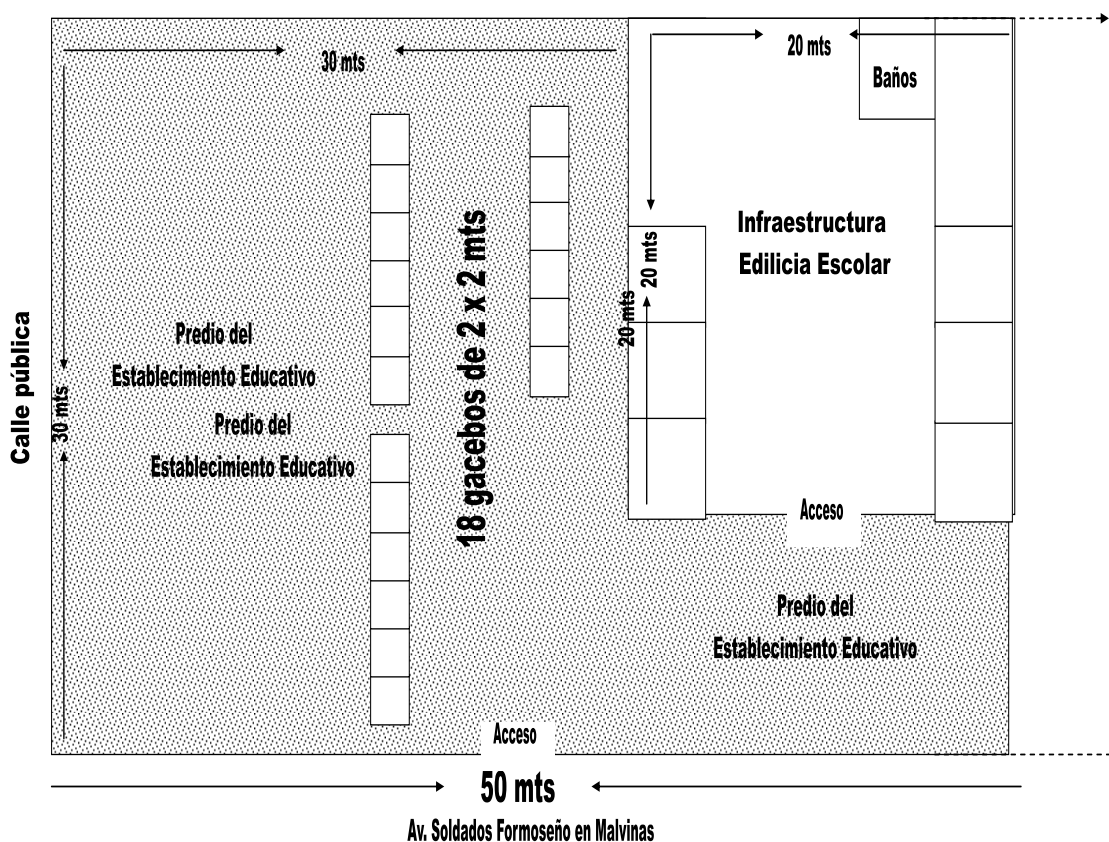 30 mts
20 mts
Baños
Infraestructura
Edilicia Escolar
20 mts
20 mts
18 gacebos de 2 x 2 mts
Calle pública
30 mts
Predio del
Establecimiento Educativo
Predio del
Establecimiento Educativo
Acceso
Predio del
Establecimiento Educativo
Acceso
50 mts
Av. Soldados Formoseño en Malvinas